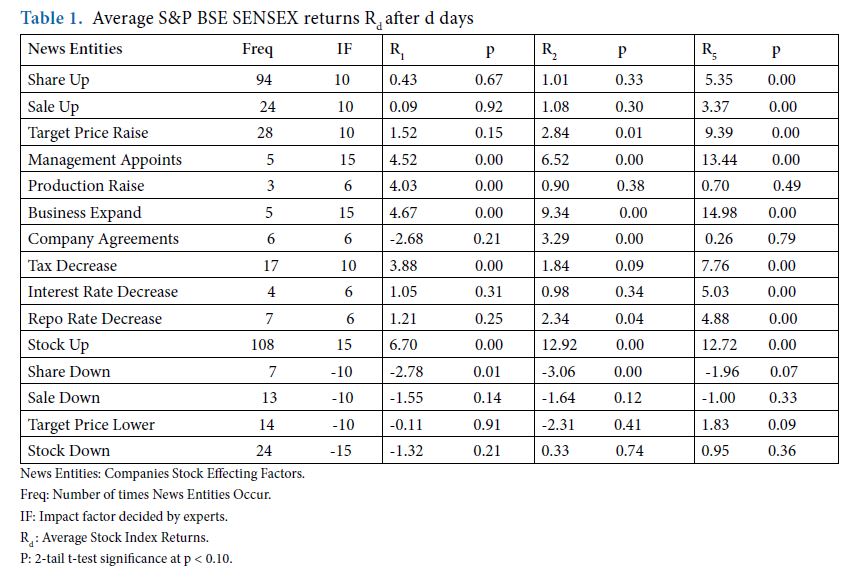 Table 1. Average S&P BSE SENSEX returns Rd after d days
News Entities Freq IF R1 p R2 p R5 p
Share Up 94 10 0.43 0.67 1.01 0.33 5.35 0.00
Sale Up 24 10 0.09 0.92 1.08 0.30 3.37 0.00
Target Price Raise 28 10 1.52 0.15 2.84 0.01 9.39 0.00
Management Appoints 5 15 4.52 0.00 6.52 0.00 13.44 0.00
Production Raise 3 6 4.03 0.00 0.90 0.38 0.70 0.49
Business Expand 5 15 4.67 0.00 9.34 0.00 14.98 0.00
Company Agreements 6 6 -2.68 0.21 3.29 0.00 0.26 0.79
Tax Decrease 17 10 3.88 0.00 1.84 0.09 7.76 0.00
Interest Rate Decrease 4 6 1.05 0.31 0.98 0.34 5.03 0.00
Repo Rate Decrease 7 6 1.21 0.25 2.34 0.04 4.88 0.00
Stock Up 108 15 6.70 0.00 12.92 0.00 12.72 0.00
Share Down 7 -10 -2.78 0.01 -3.06 0.00 -1.96 0.07
Sale Down 13 -10 -1.55 0.14 -1.64 0.12 -1.00 0.33
Target Price Lower 14 -10 -0.11 0.91 -2.31 0.41 1.83 0.09
Stock Down 24 -15 -1.32 0.21 0.33 0.74 0.95 0.36
News Entities: Companies Stock Effecting Factors.
Freq: Number of times News Entities Occur.
IF: Impact factor decided by experts.
Rd: Average Stock Index Returns.
P: 2-tail t-test significance at p < 0.10.